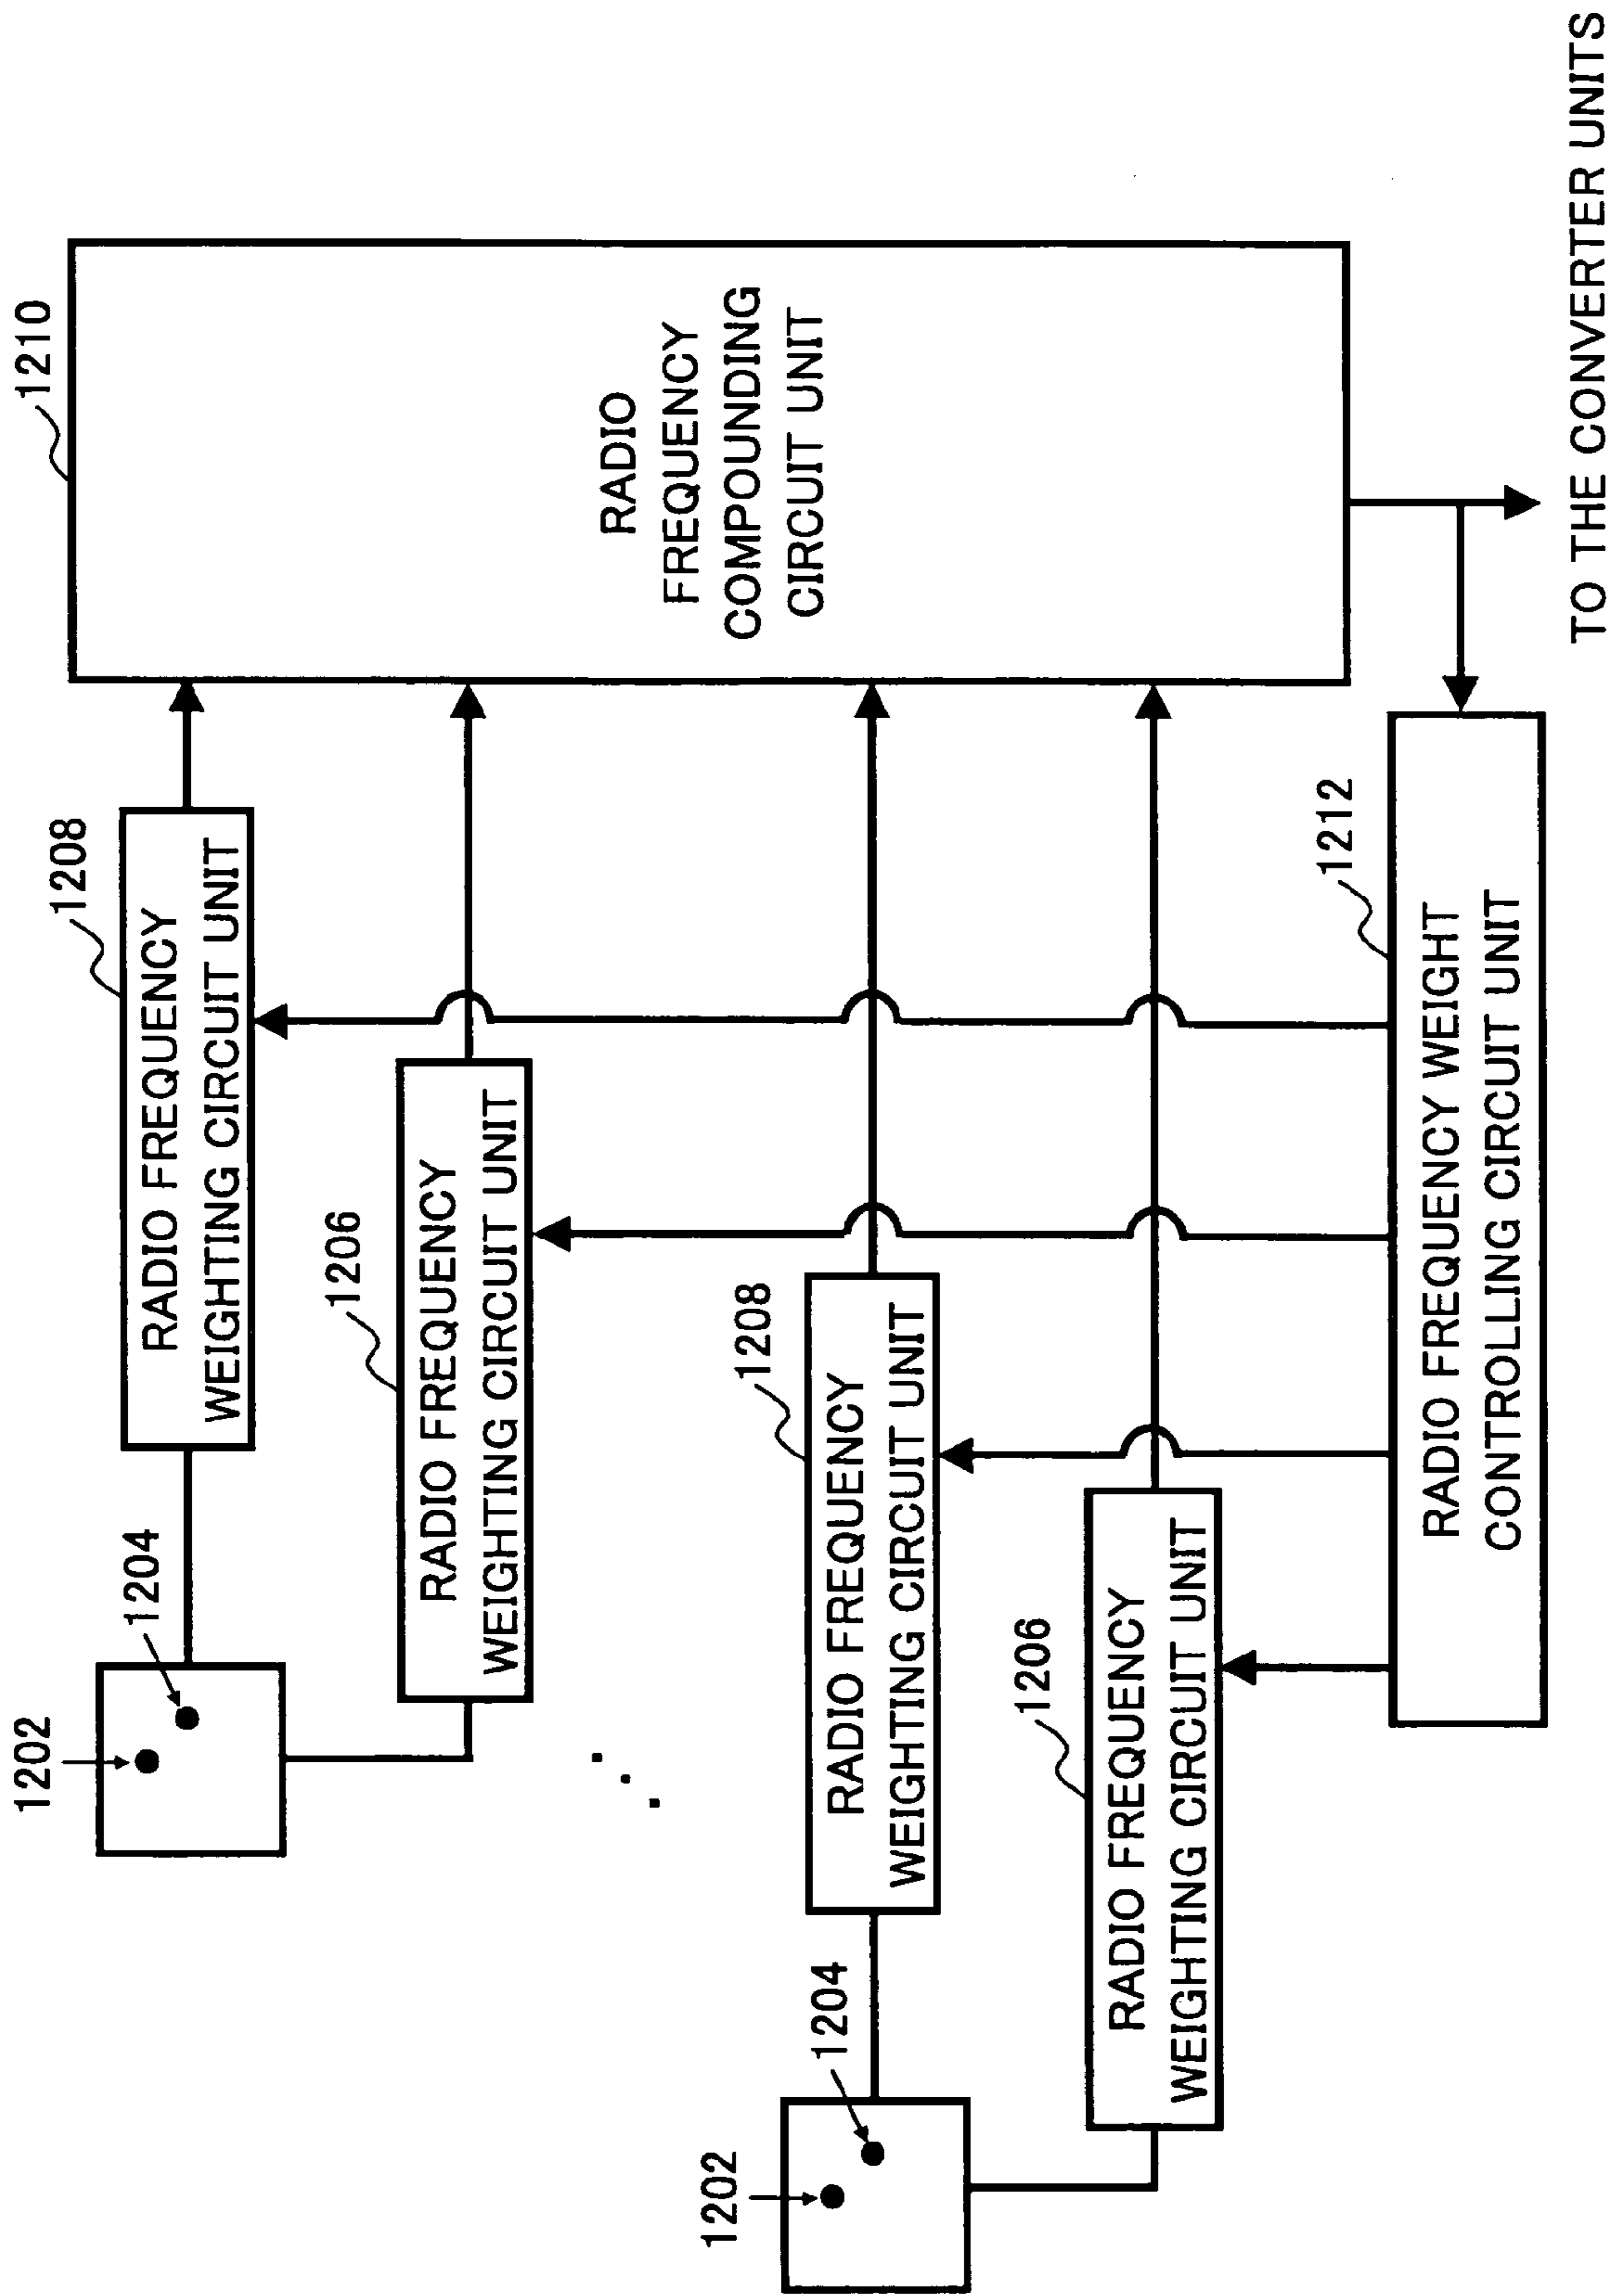 1202
1204
1208
RADIO FREQUENCY
WEIGHTING CIRCUIT UNIT
1206
RADIO FREQUENCY
WEIGHTING CIRCUIT UNIT
1210
RADIO
FREQUENCY
COMPOUNDING
CIRCUIT UNIT
1202
1204
1208
RADIO FREQUENCY
WEIGHTING CIRCUIT UNIT
1206
RADIO FREQUENCY
WEIGHTING CIRCUIT UNIT
1212
RADIO FREQUENCY WEIGHT
CONTROLLING CIRCUIT UNIT
TO THE CONVERTER UNITS